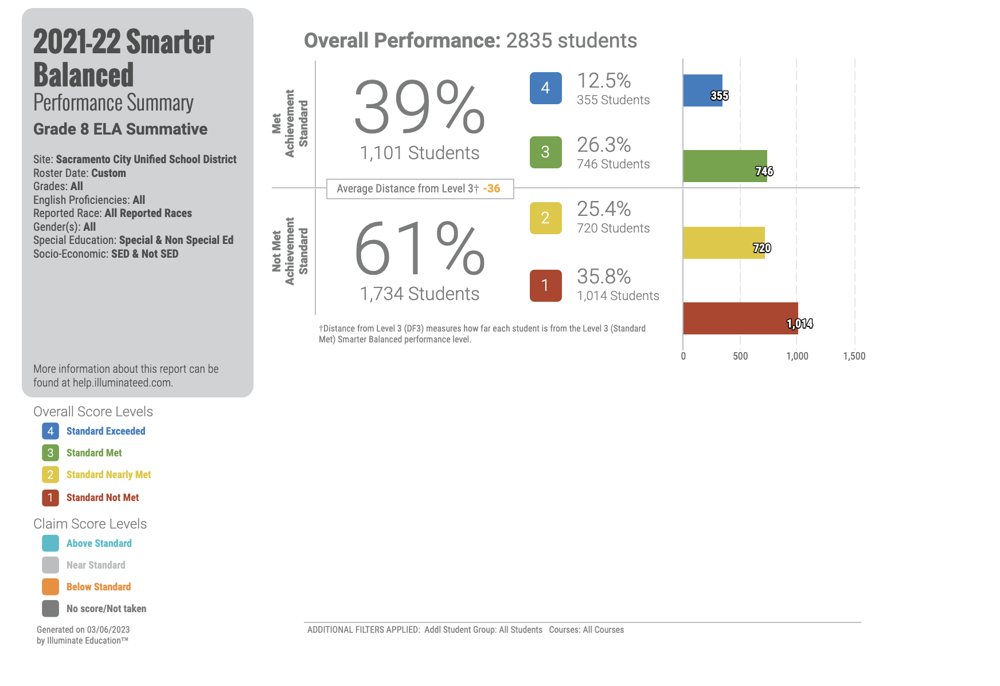 2021-22 Smarter
Balanced
Performance Summary
Grade 8 ELA Summative
Site: Sacramento City Unified School District
Roster Date: Custom
Grades: All
English Proficiencies: All
Reported Race: All Reported Races
Gender(s): All
Special Education: Special & Non Special Ed
Socio-Economic: SED & Not SED
More information about this report can be
found at help.illuminateed.com.
Overall Score Levels
4 Standard Exceeded
3 Standard Met
2 Standard Nearly Met
1 Standard Not Met
Claim Score Levels
Above Standard
Near Standard
Below Standard
No score/Not taken
Generated on 03/06/2023
by Illuminate Education™
Overall Performance: 2835 students
Met
Achievement
Standard
39%
1,101 Students
4 12.5%
355 Students
355
3 26.3%
746 Students
746
Average Distance from Level 3† -36
Not Met
Achievement
Standard
61%
1,734 Students
2 25.4%
720 Students
720
1 35.8%
1,014 Students
1,014
†Distance from Level 3 (DF3) measures how far each student is from the Level 3 (Standard
Met) Smarter Balanced performance level.
0 500 1,000 1,500
ADDITIONAL FILTERS APPLIED: Addl Student Group: All Students Courses: All Courses